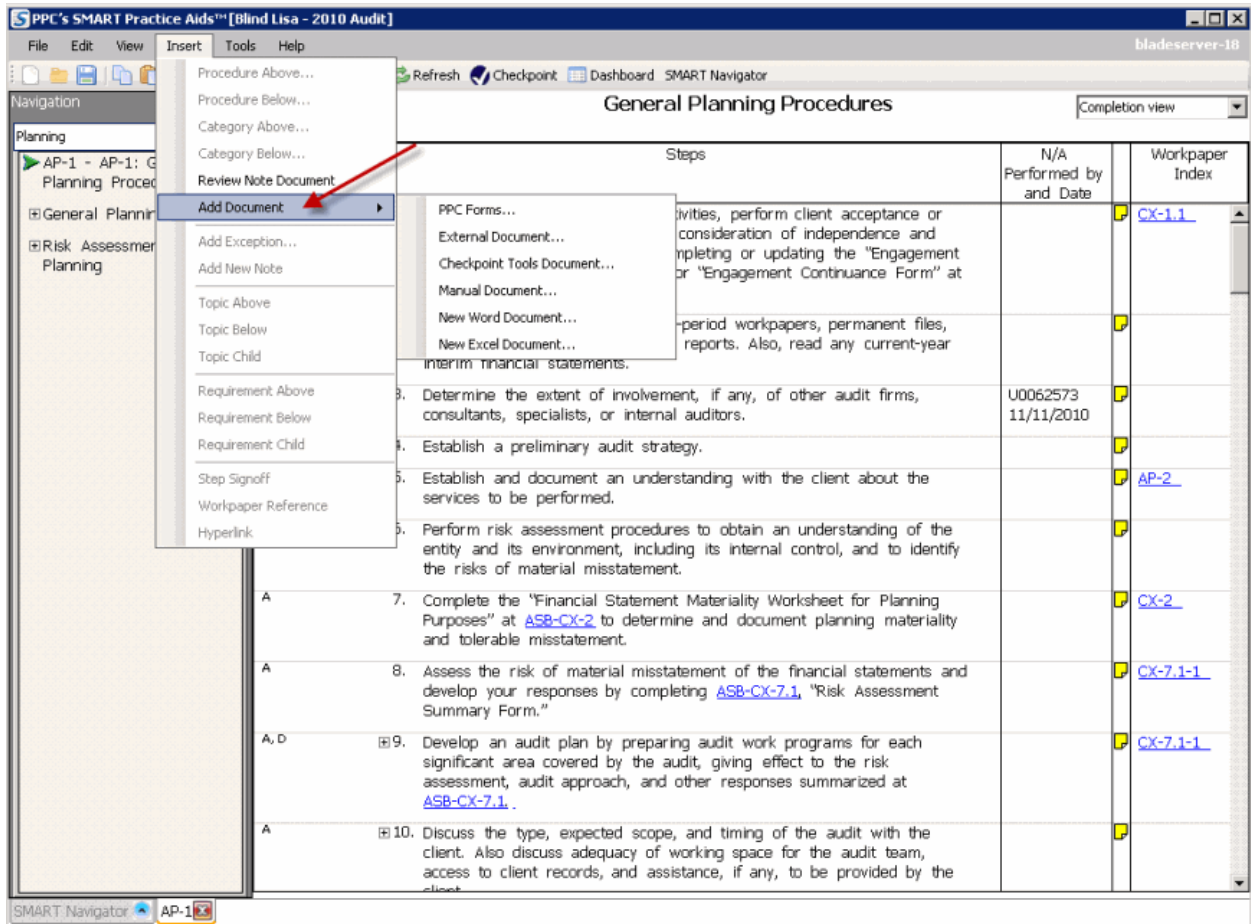 PPC's SMART Practice Aids™ [Blind Lisa - 2010 Audit]
File Edit View Insert Tools Help
bladeserver-18
Refresh Checkpoint Dashboard SMART Navigator
Navigation
Planning
AP-1 - AP-1: G
Planning Proced
General Plannin
Risk Assessmen
Planning
Procedure Above...
Procedure Below...
Category Above...
Category Below...
Review Note Document
Add Document
Add Exception...
Add New Note
Topic Above
Topic Below
Topic Child
Requirement Above
Requirement Below
Requirement Child
Step Signoff
Workpaper Reference
Hyperlink
PPC Forms...
External Document...
Checkpoint Tools Document...
Manual Document...
New Word Document...
New Excel Document...
General Planning Procedures
Completion view
Steps
N/A
Performed by
and Date
Workpaper
Index
ivities, perform client acceptance or
consideration of independence and
mpleting or updating the "Engagement
or "Engagement Continuance Form" at
CX-1.1
-period workpapers, permanent files,
reports. Also, read any current-year
interim financial statements.
3. Determine the extent of involvement, if any, of other audit firms,
consultants, specialists, or internal auditors.
U0062573
11/11/2010
4. Establish a preliminary audit strategy.
5. Establish and document an understanding with the client about the
services to be performed.
AP-2
6. Perform risk assessment procedures to obtain an understanding of the
entity and its environment, including its internal control, and to identify
the risks of material misstatement.
A 7. Complete the "Financial Statement Materiality Worksheet for Planning
Purposes" at ASB-CX-2 to determine and document planning materiality
and tolerable misstatement.
CX-2
A 8. Assess the risk of material misstatement of the financial statements and
develop your responses by completing ASB-CX-7.1, "Risk Assessment
Summary Form."
CX-7.1-1
A, D 9. Develop an audit plan by preparing audit work programs for each
significant area covered by the audit, giving effect to the risk
assessment, audit approach, and other responses summarized at
ASB-CX-7.1.
CX-7.1-1
A 10. Discuss the type, expected scope, and timing of the audit with the
client. Also discuss adequacy of working space for the audit team,
access to client records, and assistance, if any, to be provided by the
client.
SMART Navigator AP-1